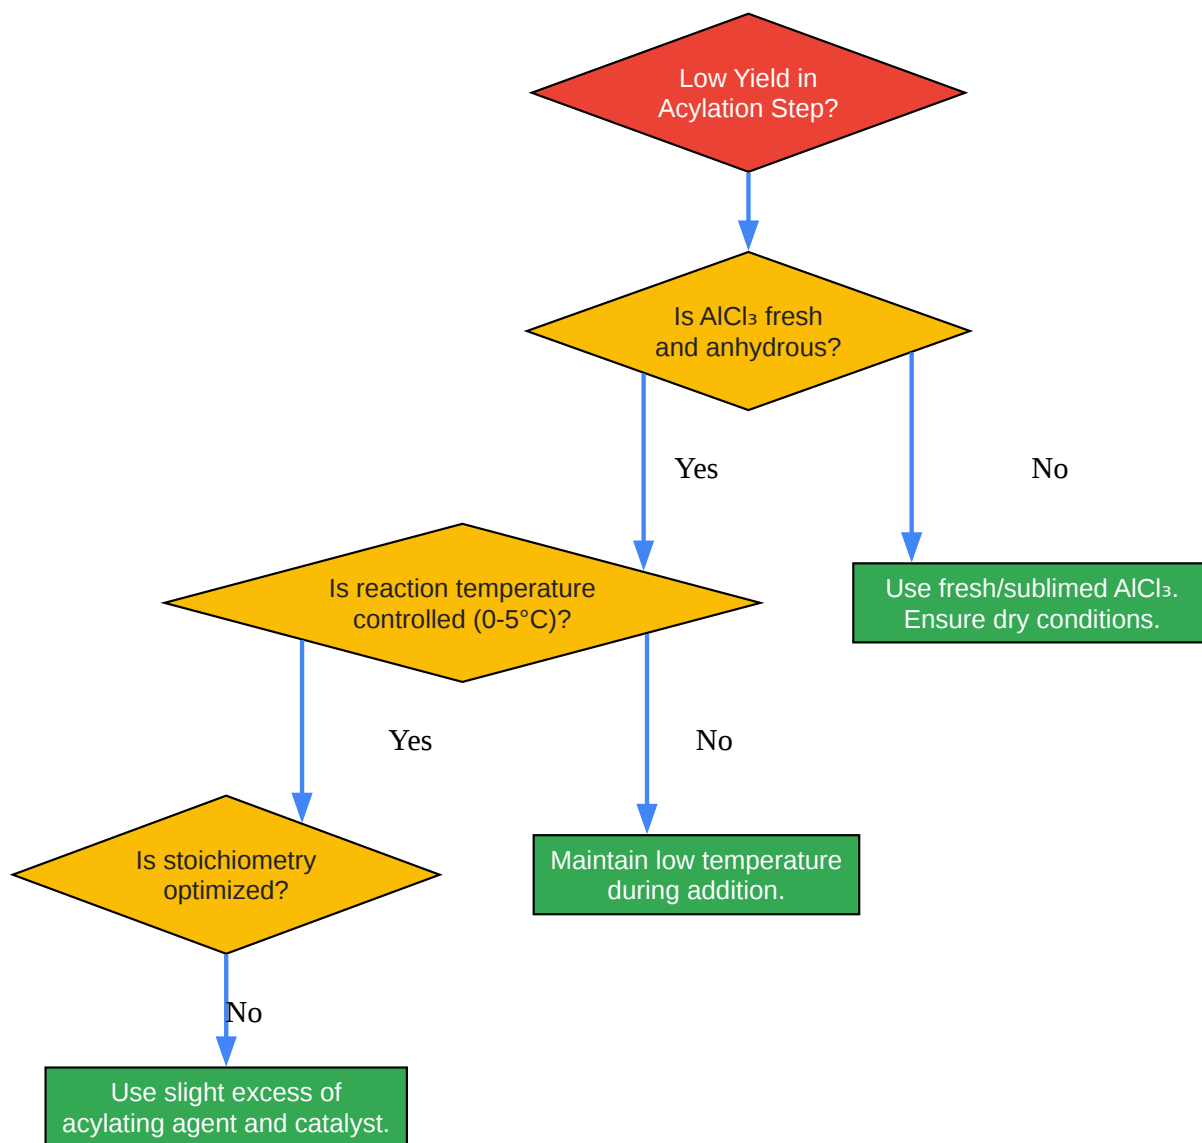 Low Yield in
Acylation Step?
Is AlCl₃ fresh
and anhydrous?
Yes
No
Is reaction temperature
controlled (0-5°C)?
Use fresh/sublimed AlCl₃.
Ensure dry conditions.
Yes
No
Is stoichiometry
optimized?
Maintain low temperature
during addition.
No
Use slight excess of
acylating agent and catalyst.